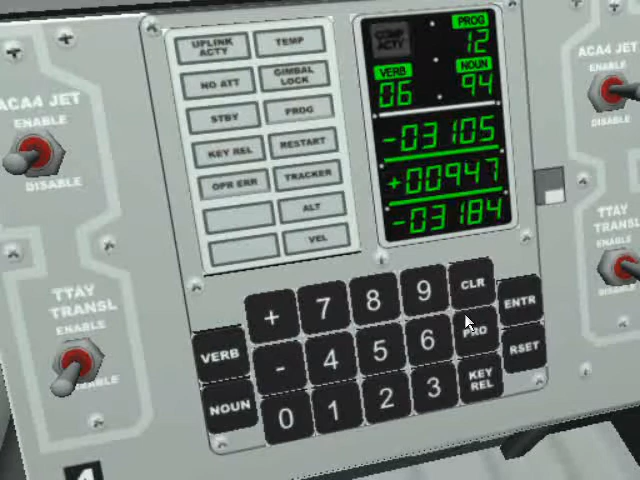 UPLINK ACTY
TEMP
NO ATT
GIMBAL LOCK
STBY
PROG
KEY REL
RESTART
OPR ERR
TRACKER
ALT
VEL
COMP ACTY
PROG
12
VERB
NOUN
06
94
-03105
+00947
-03184
ACA4 JET
ENABLE
DISABLE
TTAY TRANSL
ENABLE
ACA4 JET
ENABLE
DISABLE
TTAY TRANSL
ENABLE
DISABLE
VERB
NOUN
+
7
8
9
CLR
ENTR
-
4
5
6
PRO
RSET
0
1
2
3
KEY REL